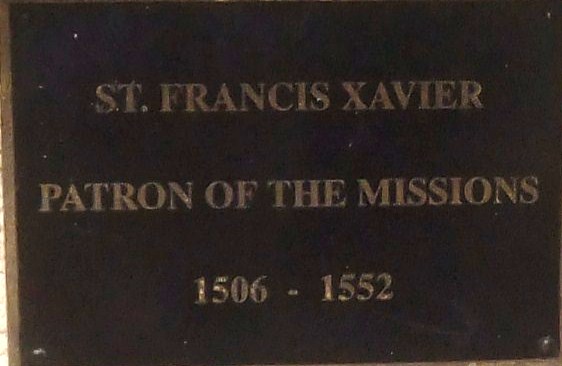 ST. FRANCIS XAVIER
PATRON OF THE MISSIONS
1506 - 1552